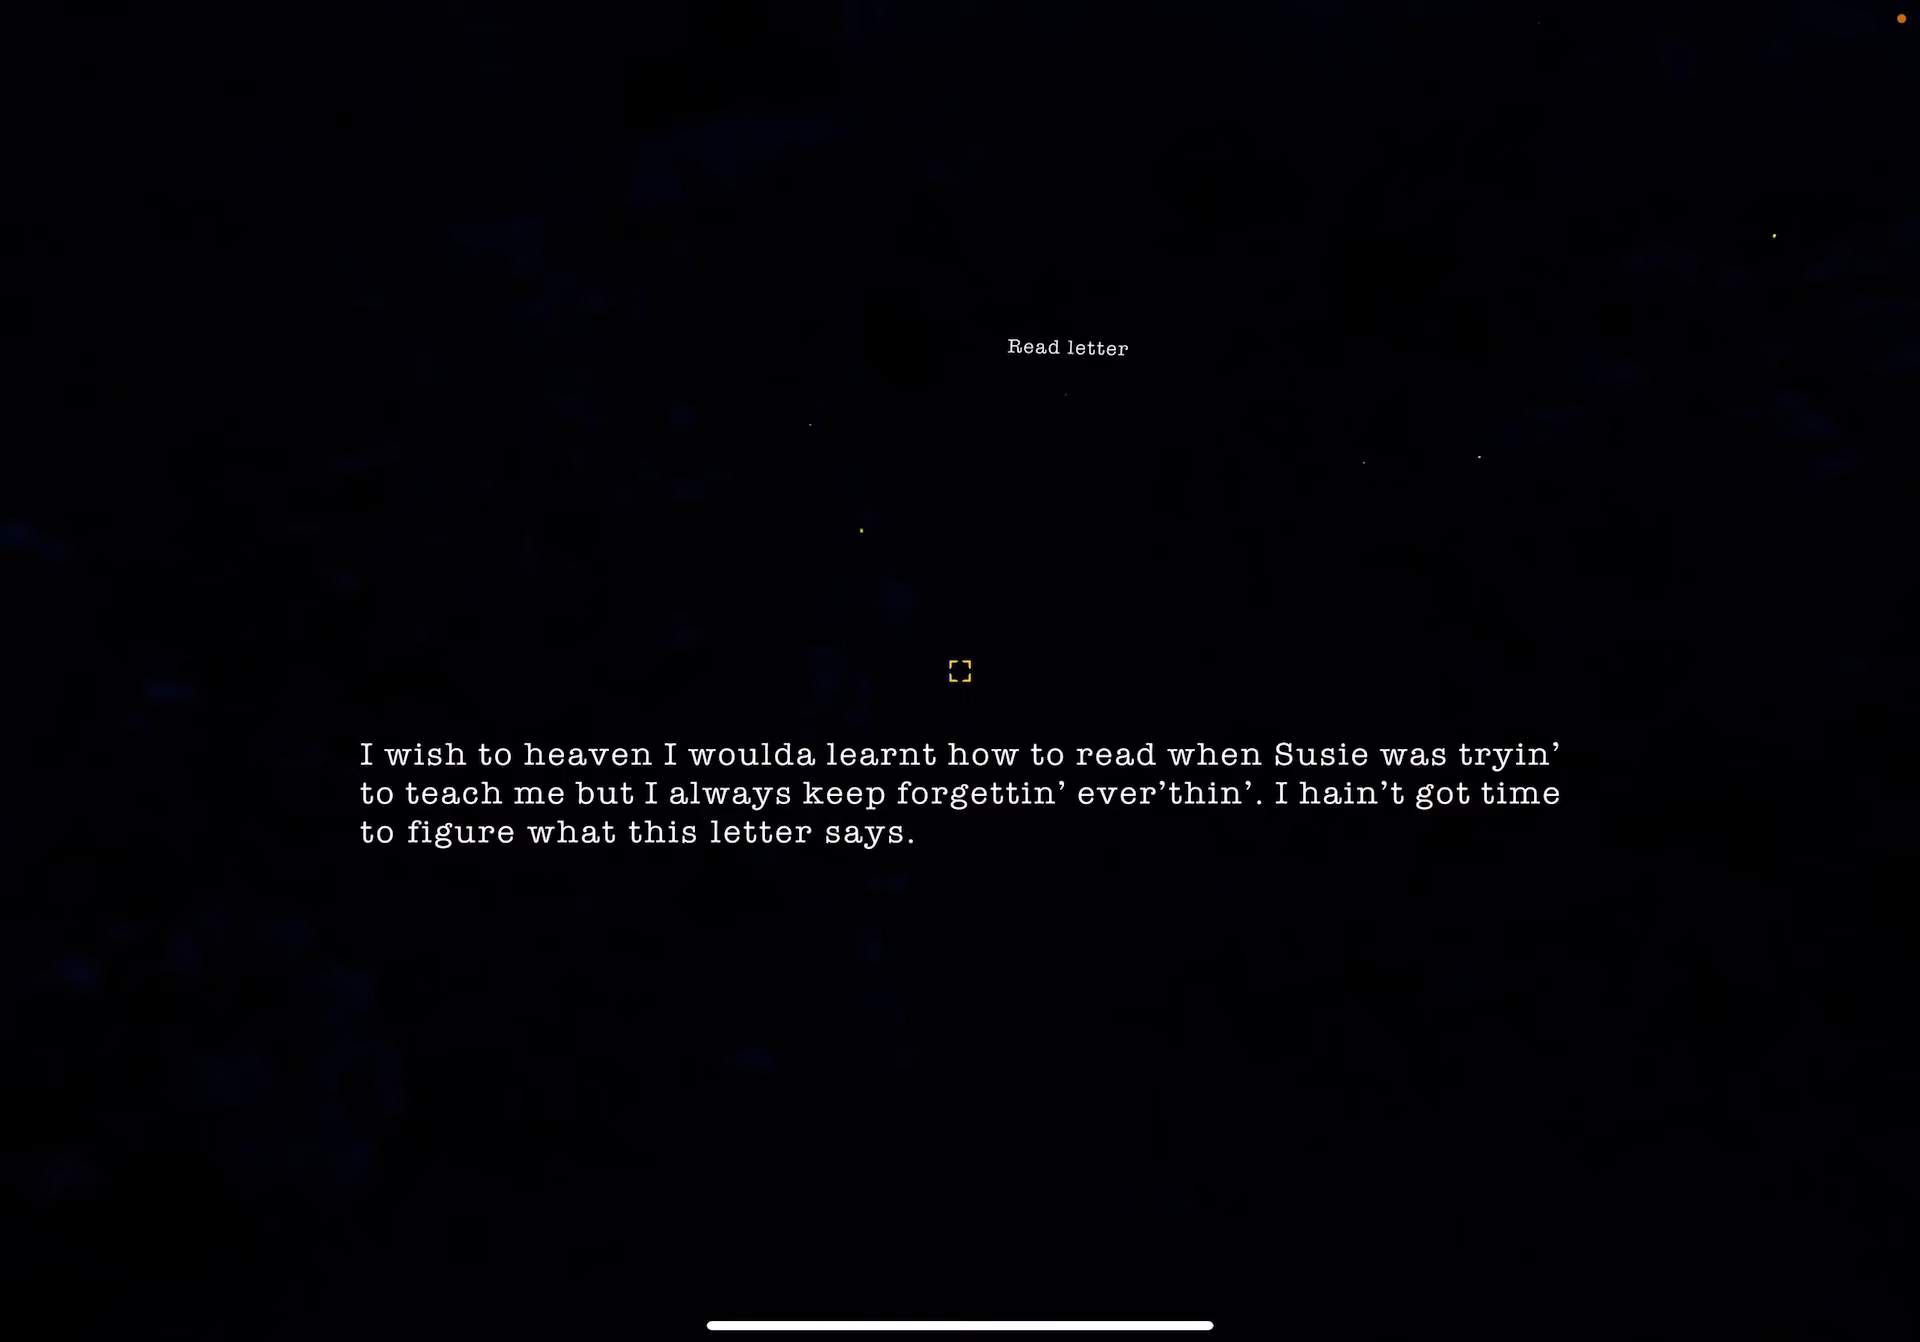 Read letter
I wish to heaven I woulda learnt how to read when Susie was tryin’
to teach me but I always keep forgettin’ ever’thin’. I hain’t got time
to figure what this letter says.